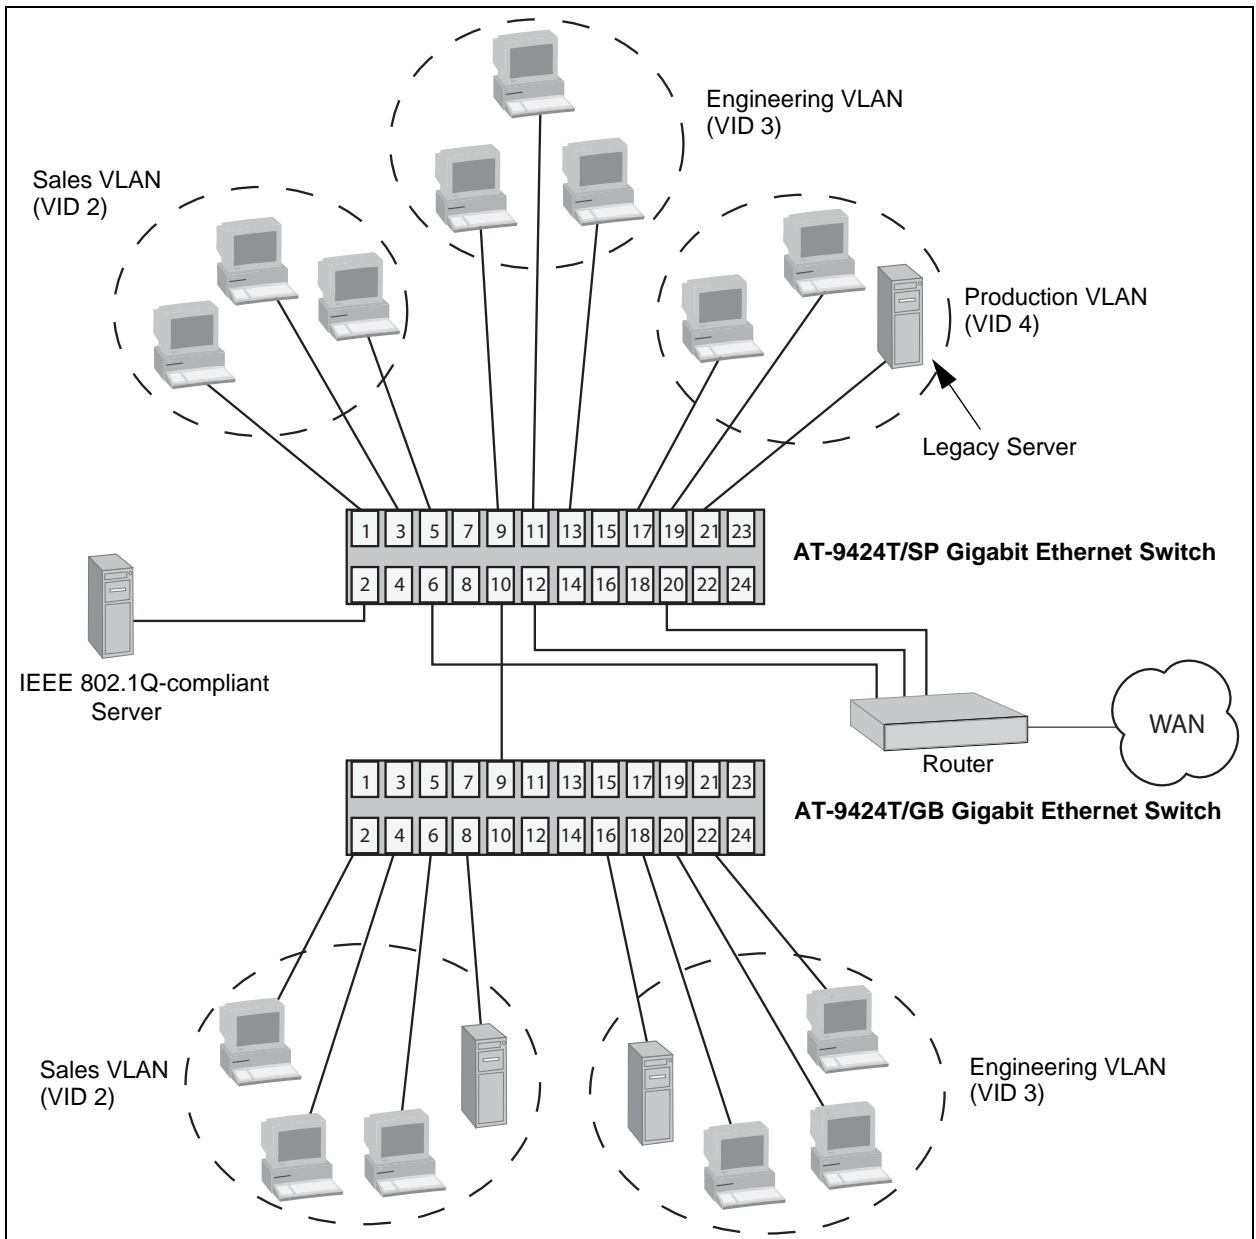 Engineering VLAN
(VID 3)
Sales VLAN
(VID 2)
Production VLAN
(VID 4)
Legacy Server
1 3 5 7 9 11 13 15 17 19 21 23
AT-9424T/SP Gigabit Ethernet Switch
2 4 6 8 10 12 14 16 18 20 22 24
IEEE 802.1Q-compliant
Server
WAN
Router
1 3 5 7 9 11 13 15 17 19 21 23
AT-9424T/GB Gigabit Ethernet Switch
2 4 6 8 10 12 14 16 18 20 22 24
Sales VLAN
(VID 2)
Engineering VLAN
(VID 3)